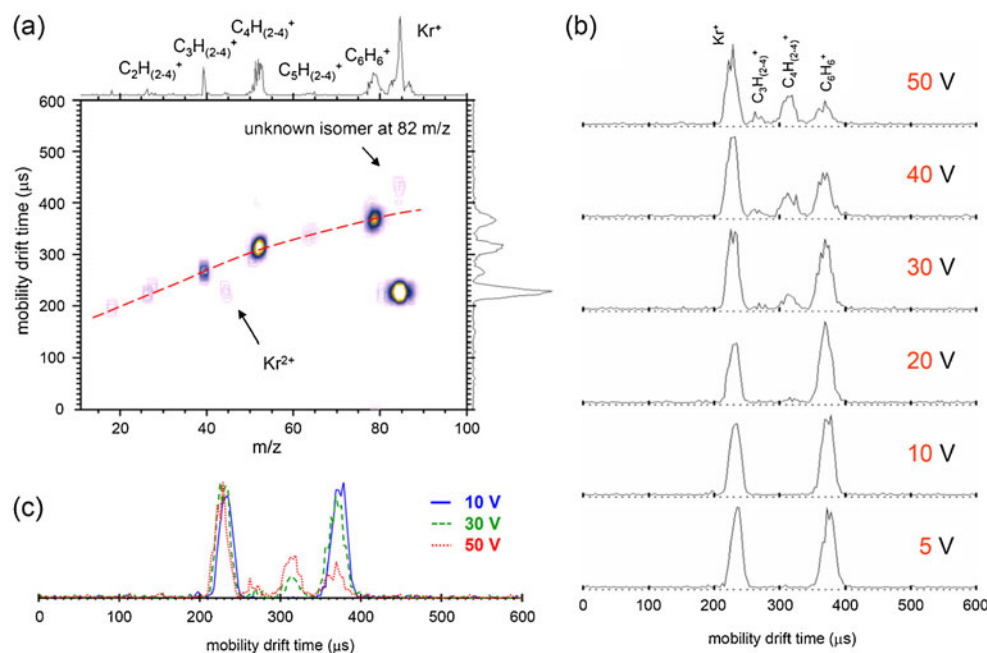 (a)
C₂H₍₂₋₄₎⁺
C₃H₍₂₋₄₎⁺
C₄H₍₂₋₄₎⁺
C₅H₍₂₋₄₎⁺
C₆H₆⁺
Kr⁺
600
500
400
300
200
100
0
mobility drift time (μs)
unknown isomer at 82 m/z
Kr²⁺
20 40 60 80 100
m/z
(b)
Kr⁺
C₃H₍₂₋₄₎⁺
C₄H₍₂₋₄₎⁺
C₆H₆⁺
50 V
40 V
30 V
20 V
10 V
5 V
0 100 200 300 400 500 600
mobility drift time (μs)
(c)
10 V
30 V
50 V
0 100 200 300 400 500 600
mobility drift time (μs)